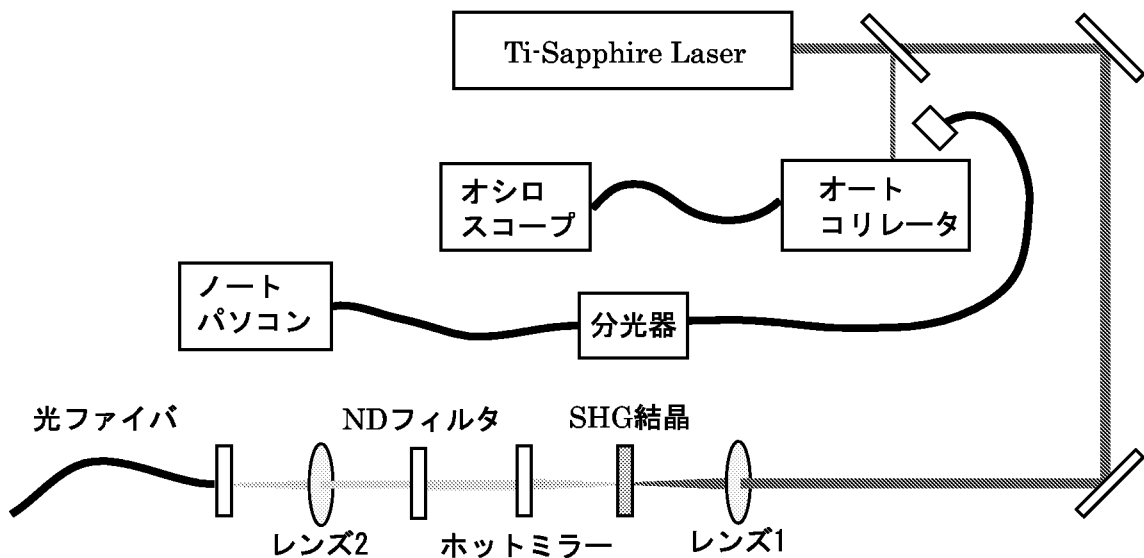 Ti-Sapphire Laser
オシロ
スコープ
オート
コリレータ
ノート
パソコン
分光器
光ファイバ
NDフィルタ
SHG結晶
レンズ2
ホットミラー
レンズ1